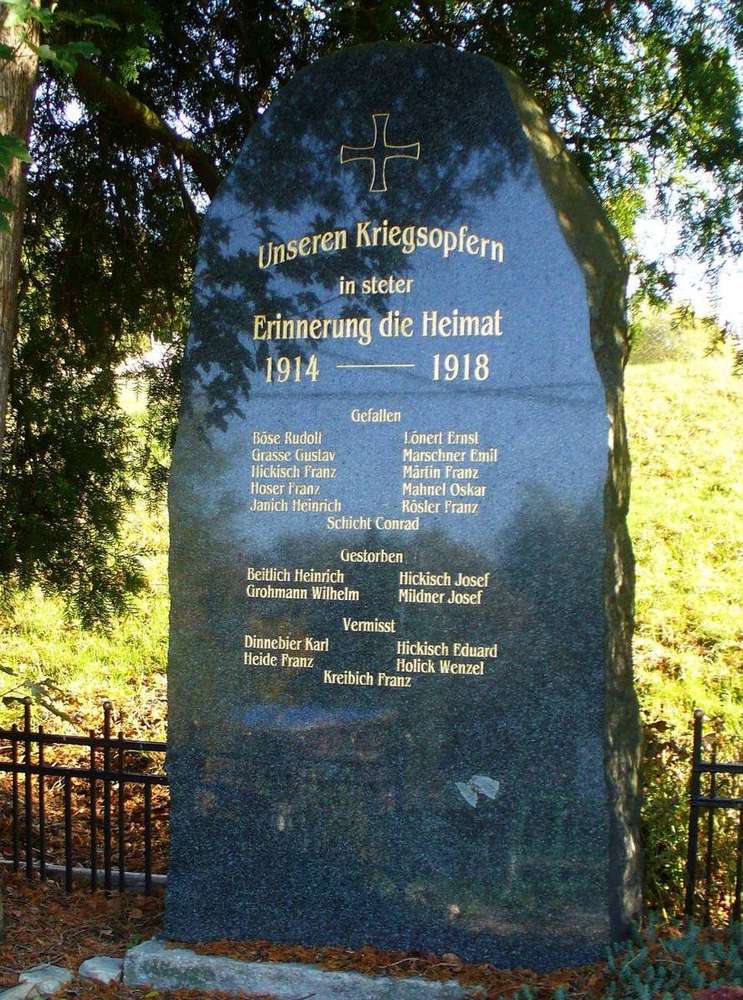 Unseren Kriegsopfern
in steter
Erinnerung die Heimat
1914 — 1918
Gefallen
Böse Rudolf Lönert Ernst
Grasse Gustav Marschner Emil
Hickisch Franz Märtin Franz
Hoser Franz Mahnel Oskar
Janich Heinrich Rösler Franz
Schicht Conrad
Gestorben
Beitlich Heinrich Hickisch Josef
Grohmann Wilhelm Mildner Josef
Vermisst
Dinnebier Karl Hickisch Eduard
Heide Franz Holick Wenzel
Kreibich Franz